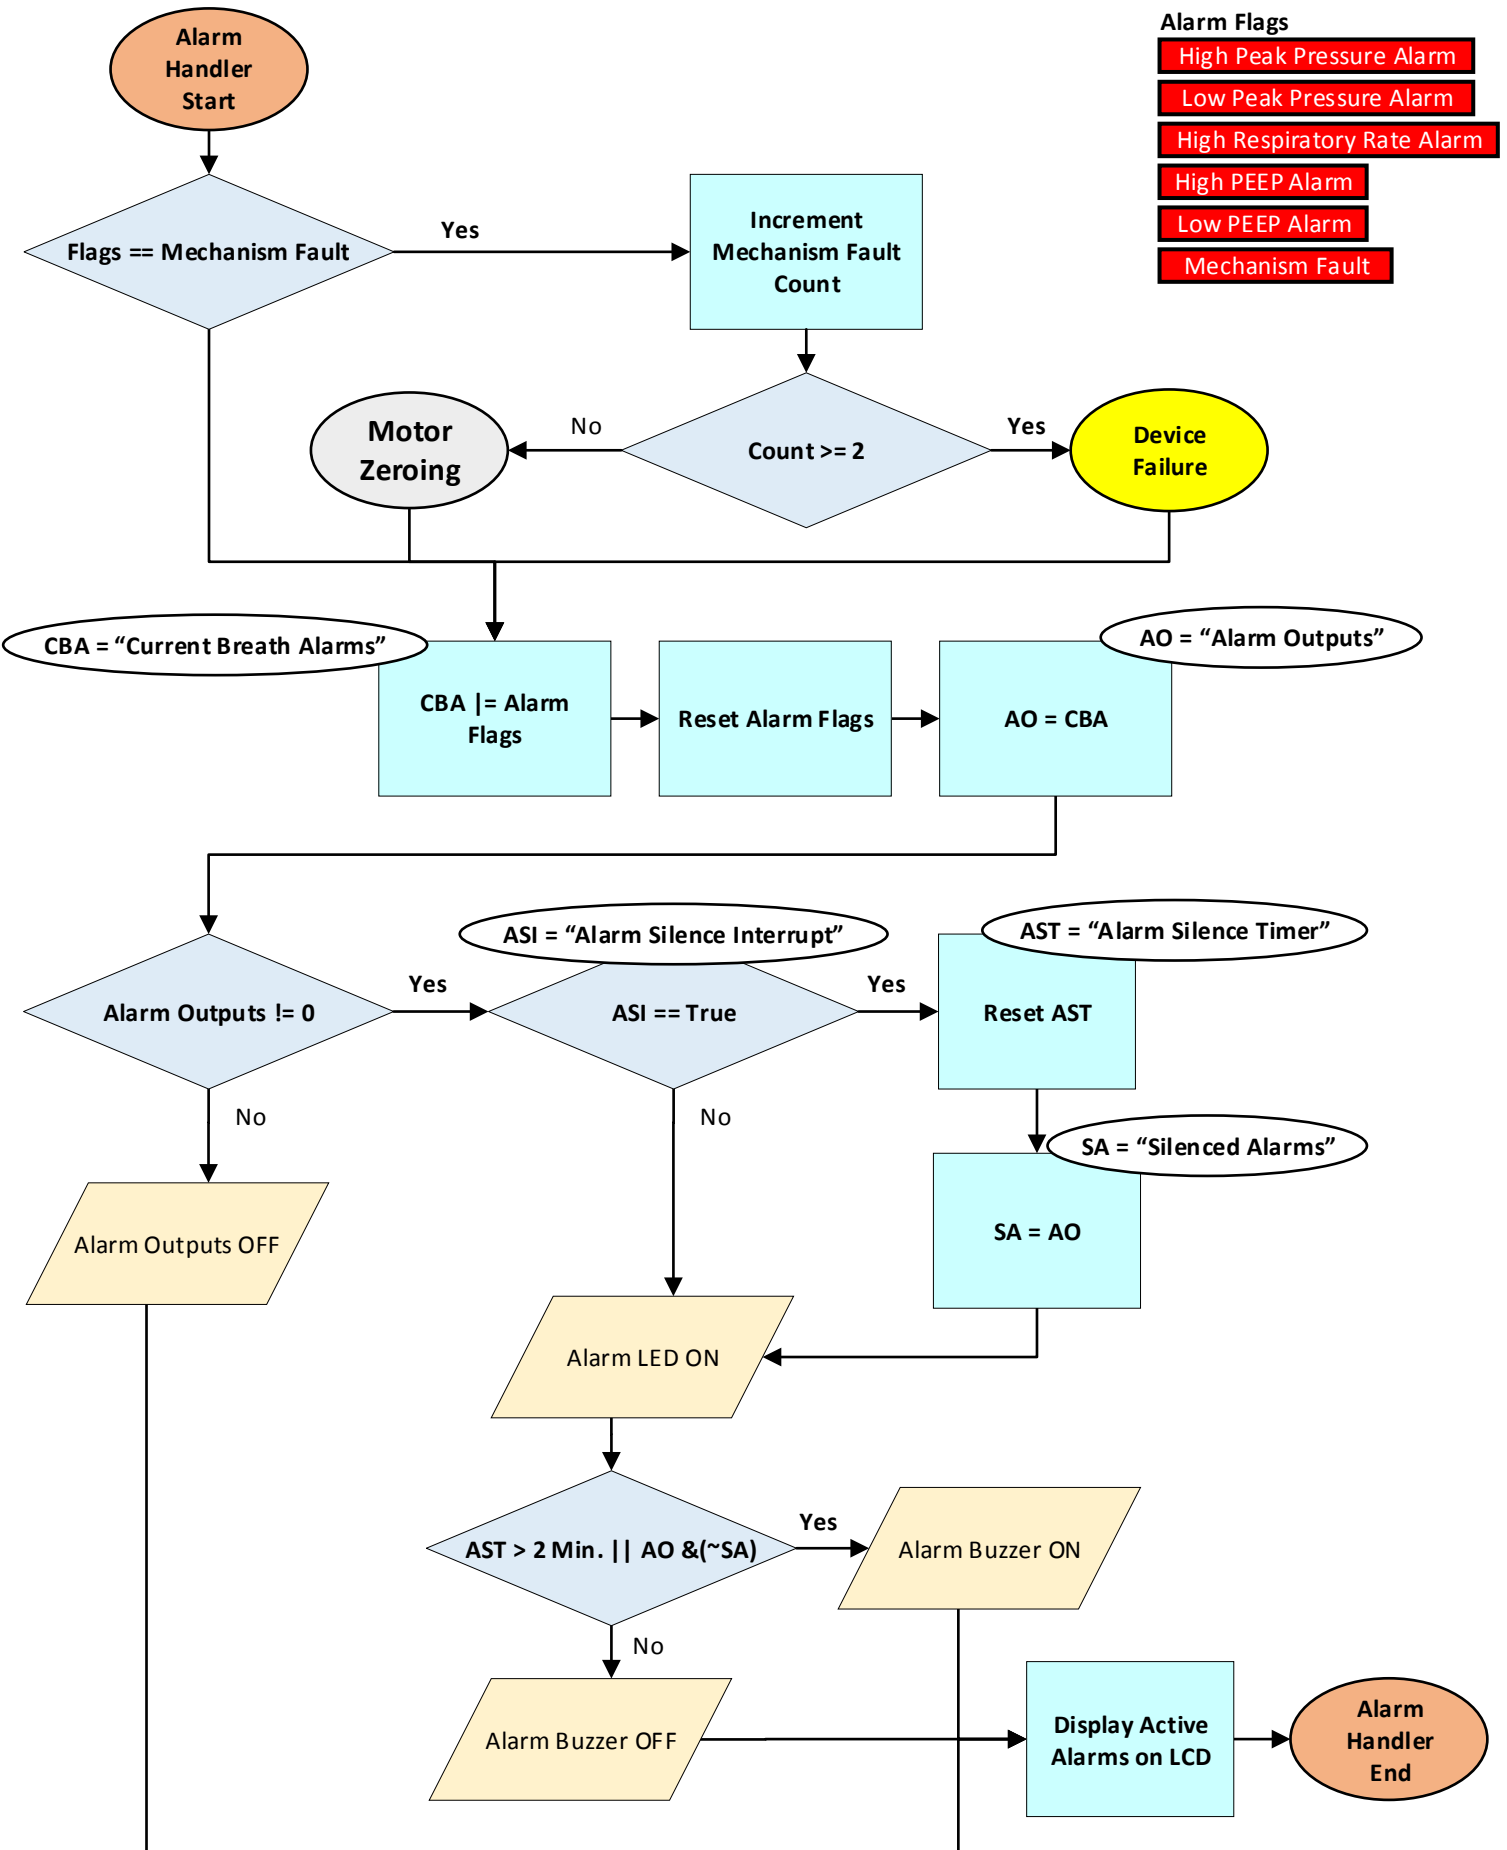 Alarm
Handler
Start
Alarm Flags
High Peak Pressure Alarm
Low Peak Pressure Alarm
High Respiratory Rate Alarm
High PEEP Alarm
Low PEEP Alarm
Mechanism Fault
Flags == Mechanism Fault
Yes
Increment
Mechanism Fault
Count
Motor
Zeroing
No
Count >= 2
Yes
Device
Failure
CBA = “Current Breath Alarms”
AO = “Alarm Outputs”
CBA |= Alarm
Flags
Reset Alarm Flags
AO = CBA
ASI = “Alarm Silence Interrupt”
AST = “Alarm Silence Timer”
Alarm Outputs != 0
Yes
ASI == True
Yes
Reset AST
No
No
SA = “Silenced Alarms”
SA = AO
Alarm Outputs OFF
Alarm LED ON
AST > 2 Min. || AO &(~SA)
Yes
Alarm Buzzer ON
No
Alarm Buzzer OFF
Display Active
Alarms on LCD
Alarm
Handler
End